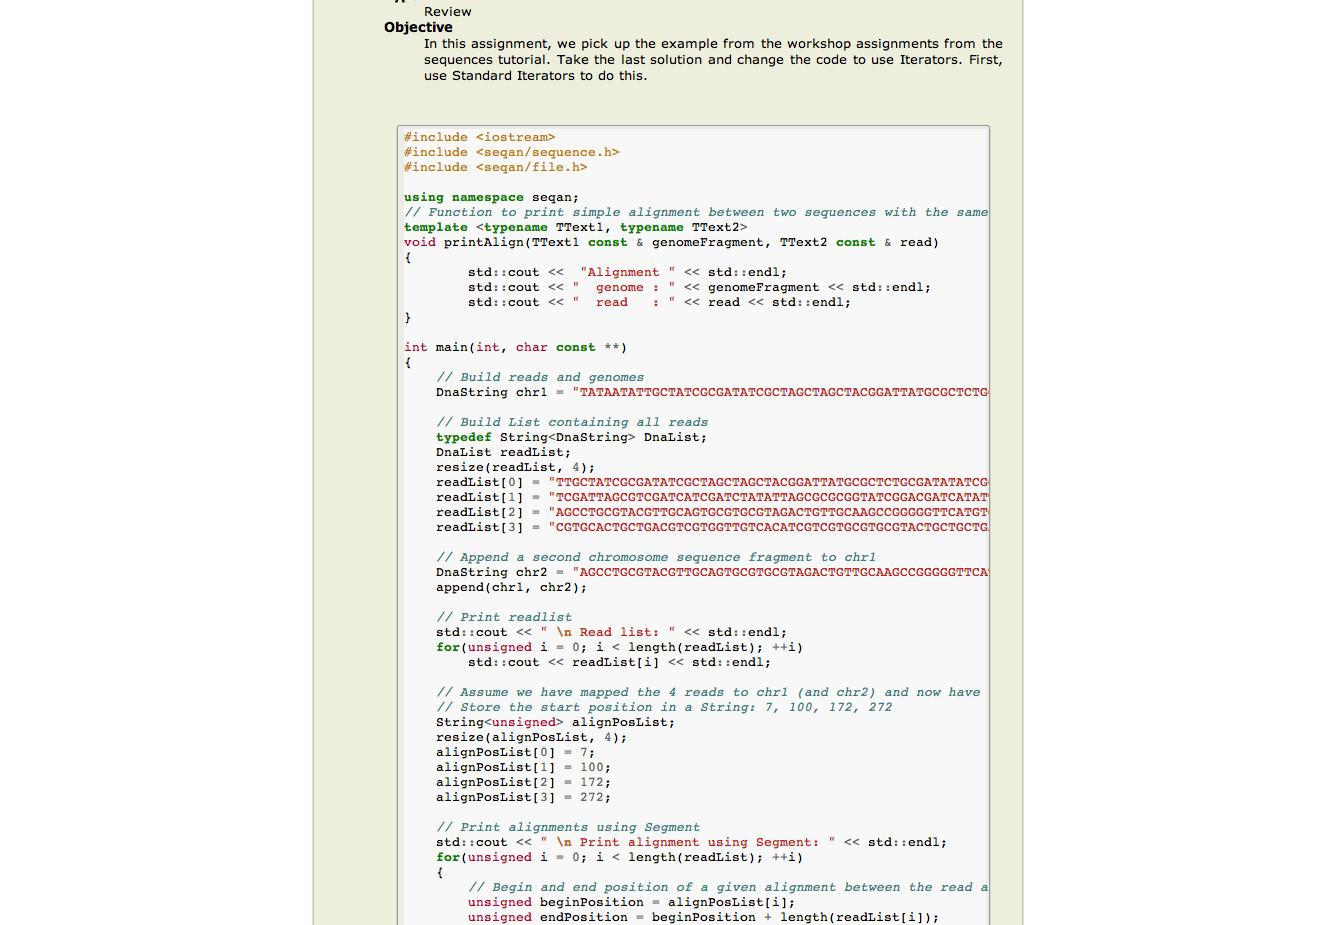 Review
Objective
In this assignment, we pick up the example from the workshop assignments from the
sequences tutorial. Take the last solution and change the code to use Iterators. First,
use Standard Iterators to do this.
#include <iostream>
#include <seqan/sequence.h>
#include <seqan/file.h>
using namespace seqan;
// Function to print simple alignment between two sequences with the same
template <typename TText1, typename TText2>
void printAlign(TText1 const & genomeFragment, TText2 const & read)
{
std::cout <<  "Alignment " << std::endl;
std::cout << "  genome : " << genomeFragment << std::endl;
std::cout << "  read   : " << read << std::endl;
}
int main(int, char const **)
{
// Build reads and genomes
DnaString chr1 = "TATAATATTGCTATCGCGATATCGCTAGCTAGCTACGGATTATGCGCTCTG
// Build List containing all reads
typedef String<DnaString> DnaList;
DnaList readList;
resize(readList, 4);
readList[0] = "TTGCTATCGCGATATCGCTAGCTAGCTACGGATTATGCGCTCTGCGATATATCG
readList[1] = "TCGATTAGCGTCGATCATCGATCTATATTAGCGCGCGGTATCGGACGATCATAT
readList[2] = "AGCCTGCGTACGTTGCAGTGCGTGCGTAGACTGTTGCAAGCCGGGGGTTCATGT
readList[3] = "CGTGCACTGCTGACGTCGTGGTTGTCACATCGTCGTGCGTGCGTACTGCTGCTG
// Append a second chromosome sequence fragment to chr1
DnaString chr2 = "AGCCTGCGTACGTTGCAGTGCGTGCGTAGACTGTTGCAAGCCGGGGGTTCA
append(chr1, chr2);
// Print readlist
std::cout << " \n Read list: " << std::endl;
for(unsigned i = 0; i < length(readList); ++i)
std::cout << readList[i] << std::endl;
// Assume we have mapped the 4 reads to chr1 (and chr2) and now have
// Store the start position in a String: 7, 100, 172, 272
String<unsigned> alignPosList;
resize(alignPosList, 4);
alignPosList[0] = 7;
alignPosList[1] = 100;
alignPosList[2] = 172;
alignPosList[3] = 272;
// Print alignments using Segment
std::cout << " \n Print alignment using Segment: " << std::endl;
for(unsigned i = 0; i < length(readList); ++i)
{
// Begin and end position of a given alignment between the read a
unsigned beginPosition = alignPosList[i];
unsigned endPosition = beginPosition + length(readList[i]);